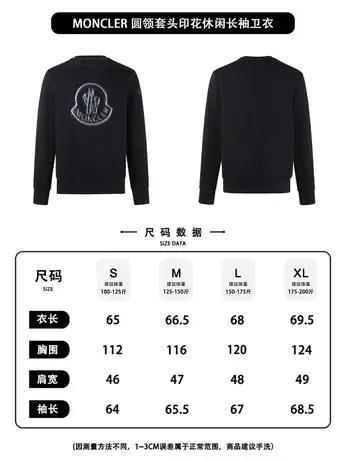 MONCLER 圆领套头印花休闲长袖卫衣
MONCLER
尺码数据
SIZE DATA
尺码 SIZE S 建议体重 100-125斤 M 建议体重 125-150斤 L 建议体重 150-175斤 XL 建议体重 175-200斤
衣长 65 66.5 68 69.5
胸围 112 116 120 124
肩宽 46 47 48 49
袖长 64 65.5 67 68.5
(因测量方法不同，1~3CM误差属于正常范围，商品建议手洗)